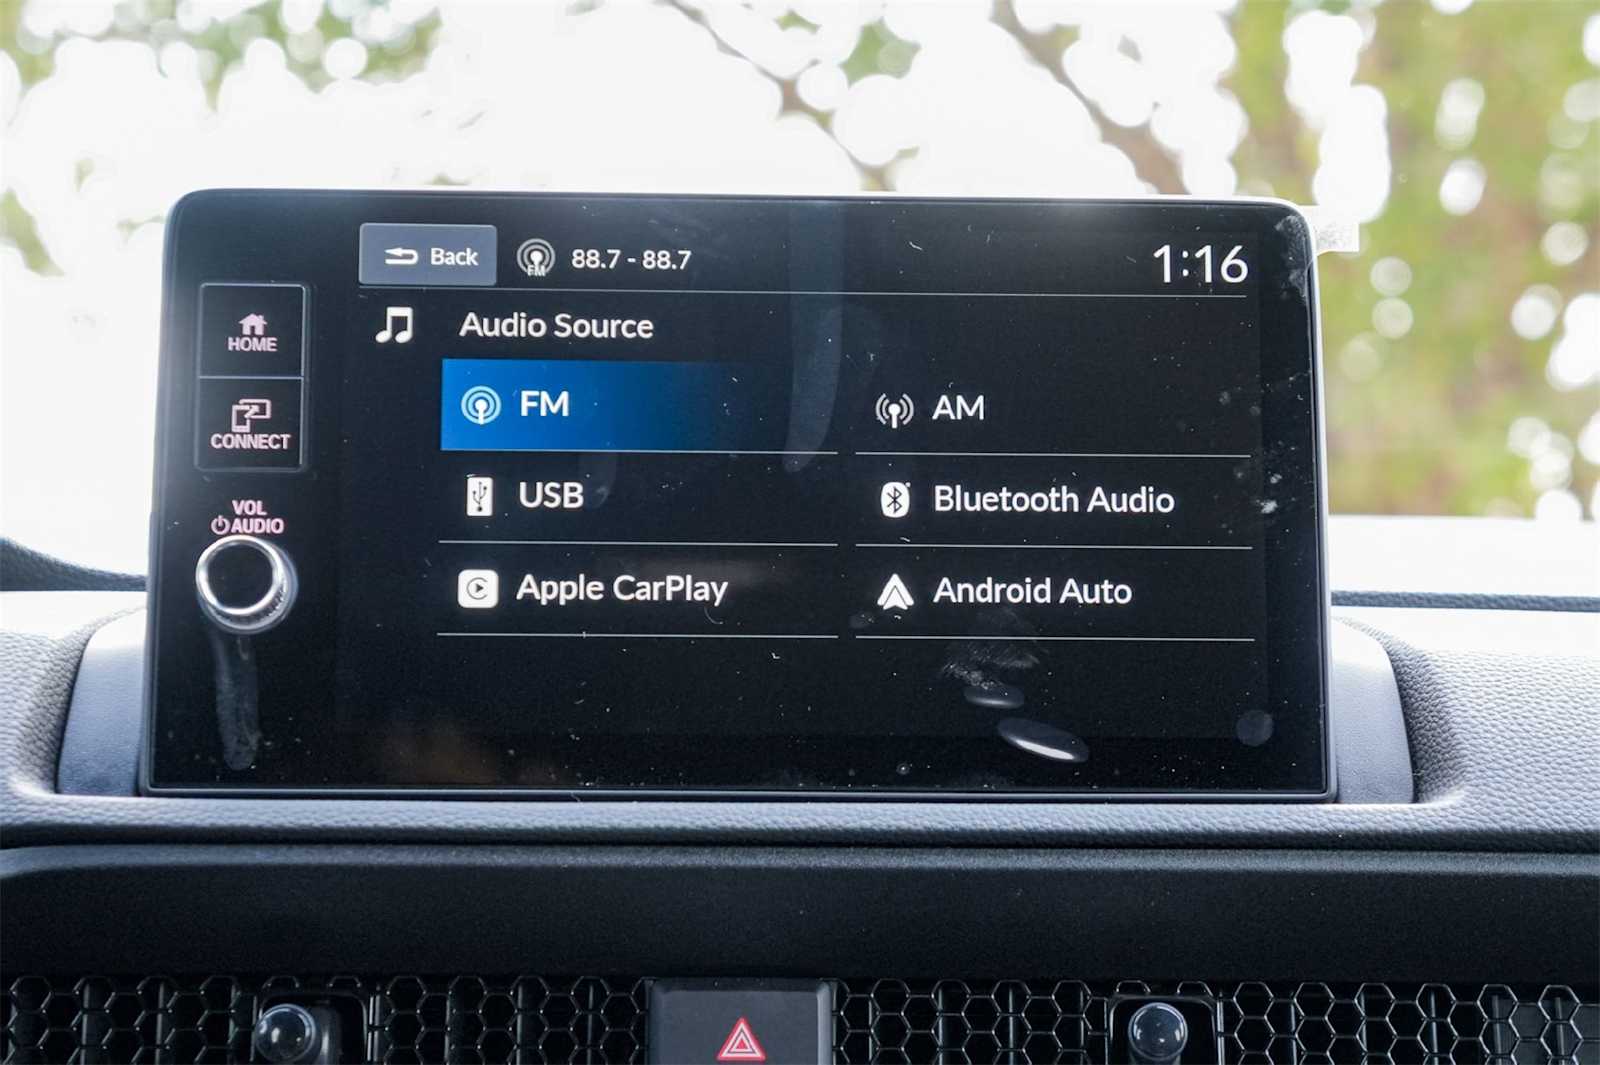 Back
FM
88.7 - 88.7
1:16
HOME
CONNECT
VOL
AUDIO
Audio Source
FM
AM
USB
Bluetooth Audio
Apple CarPlay
Android Auto